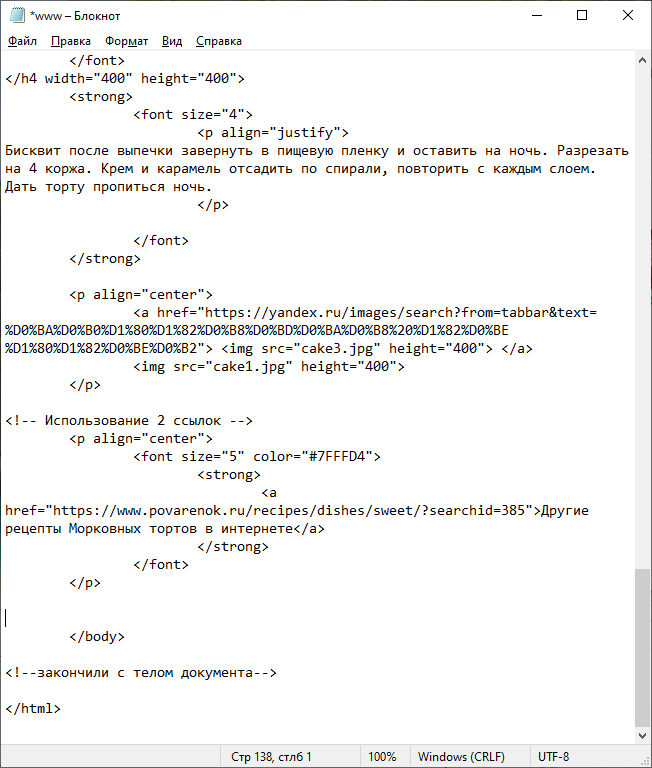 *www – Блокнот
Файл Правка Формат Вид Справка
</font>
</h4 width="400" height="400">
<strong>
<font size="4">
<p align="justify">
Бисквит после выпечки завернуть в пищевую пленку и оставить на ночь. Разрезать
на 4 коржа. Крем и карамель отсадить по спирали, повторить с каждым слоем.
Дать торту пропиться ночь.
</p>
</font>
</strong>
<p align="center">
<a href="https://yandex.ru/images/search?from=tabbar&text=
%D0%BA%D0%B0%D1%80%D1%82%D0%B8%D0%BD%D0%BA%D0%B8%20%D1%82%D0%BE
%D1%80%D1%82%D0%BE%D0%B2"> <img src="cake3.jpg" height="400"> </a>
<img src="cake1.jpg" height="400">
</p>
<!-- Использование 2 ссылок -->
<p align="center">
<font size="5" color="#7FFFD4">
<strong>
<a
href="https://www.povarenok.ru/recipes/dishes/sweet/?searchid=385">Другие
рецепты Морковных тортов в интернете</a>
</strong>
</font>
</p>
</body>
<!--закончили с телом документа-->
</html>
Стр 138, стлб 1 100% Windows (CRLF) UTF-8